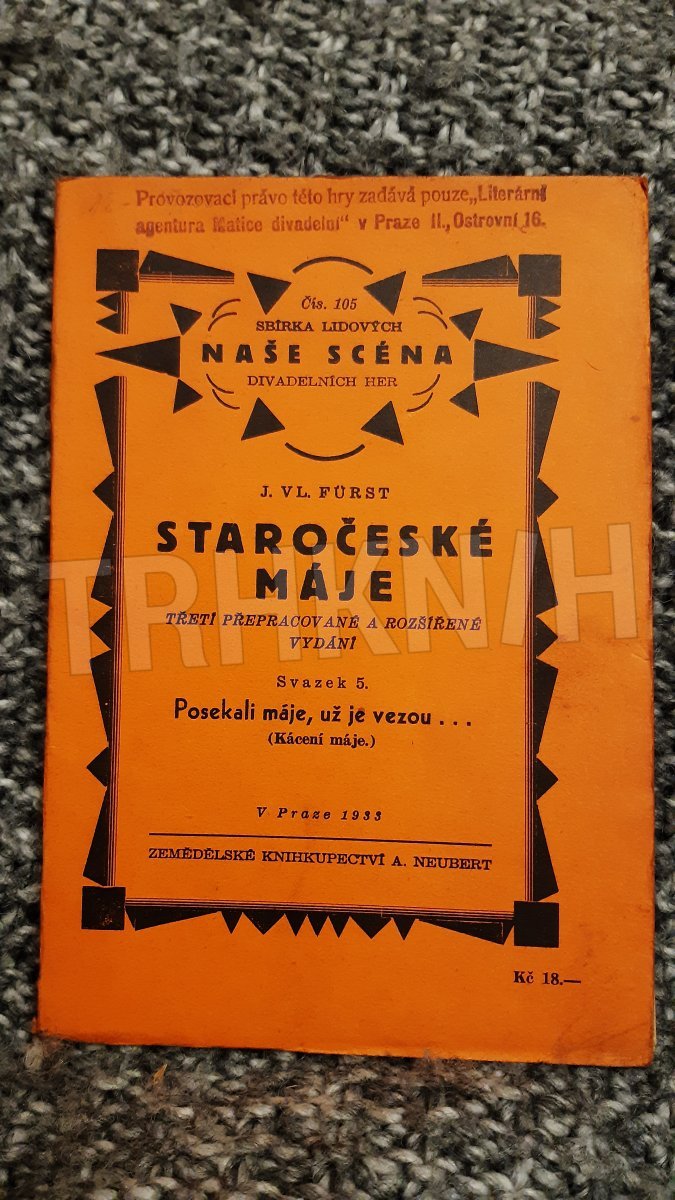 Provozovací právo této hry zadává pouze „Literární
agentura Matice divadelní" v Praze II., Ostrovní 16.
Čís. 105
SBÍRKA LIDOVÝCH
NAŠE SCÉNA
DIVADELNÍCH HER
J. VL. FÜRST
STAROČESKÉ
MÁJE
TŘETÍ PŘEPRACOVANÉ A ROZŠÍŘENÉ
VYDÁNÍ
Svazek 5.
Posekali máje, už je vezou . . .
(Kácení máje.)
V Praze 1933
ZEMĚDĚLSKÉ KNIHKUPECTVÍ A. NEUBERT
Kč 18.—
TRHKNIH